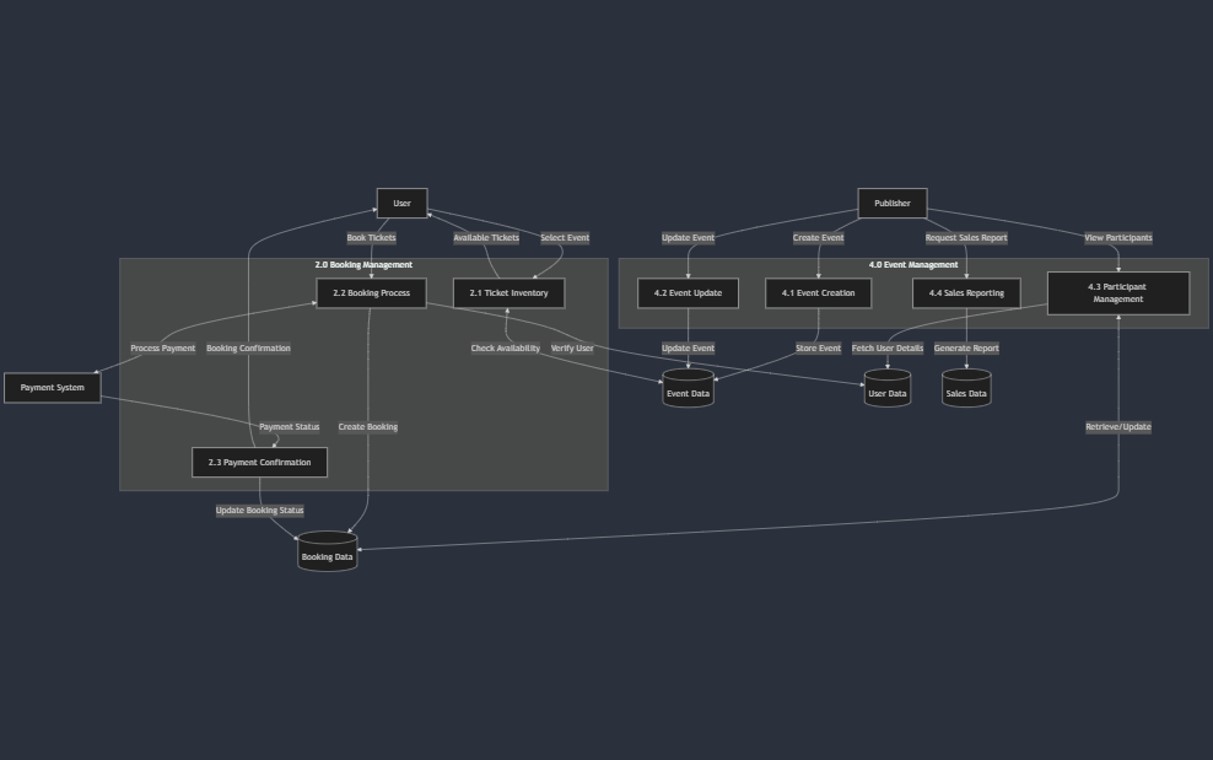 User
Publisher
Book Tickets
Available Tickets
Select Event
Update Event
Create Event
Request Sales Report
View Participants
2.0 Booking Management
4.0 Event Management
2.2 Booking Process
2.1 Ticket Inventory
4.2 Event Update
4.1 Event Creation
4.4 Sales Reporting
4.3 Participant
Management
Process Payment
Booking Confirmation
Check Availability
Verify User
Update Event
Store Event
Fetch User Details
Generate Report
Payment System
Event Data
User Data
Sales Data
Payment Status
Create Booking
Retrieve/Update
2.3 Payment Confirmation
Update Booking Status
Booking Data